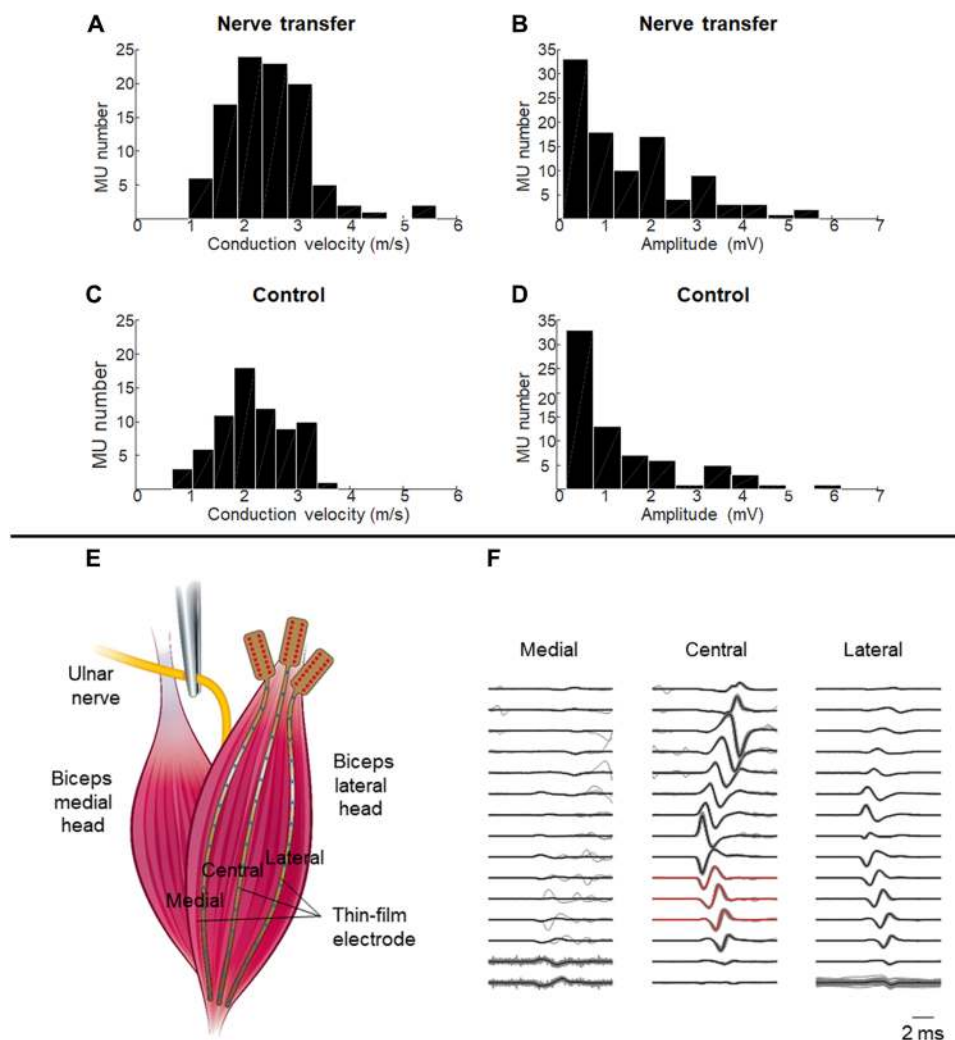 A
Nerve transfer
25
20
15
10
5
MU number
0 1 2 3 4 5 6
Conduction velocity (m/s)
B
Nerve transfer
35
30
25
20
15
10
5
MU number
0 1 2 3 4 5 6 7
Amplitude (mV)
C
Control
25
20
15
10
5
MU number
0 1 2 3 4 5 6
Conduction velocity (m/s)
D
Control
35
30
25
20
15
10
5
MU number
0 1 2 3 4 5 6 7
Amplitude (mV)
E
Ulnar
nerve
Biceps
medial
head
Biceps
lateral
head
Lateral
Central
Medial
Thin-film
electrode
F
Medial
Central
Lateral
2 ms